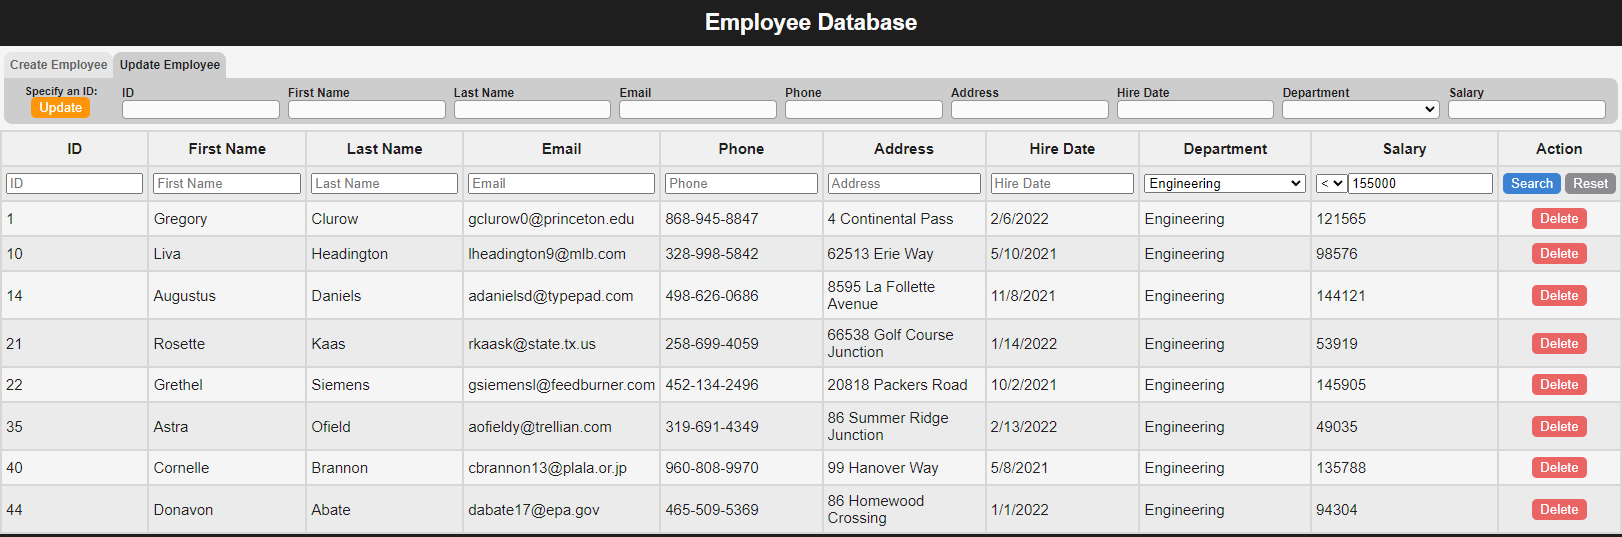 Employee Database
Create Employee Update Employee
Specify an ID: ID First Name Last Name Email Phone Address Hire Date Department Salary
Update
ID First Name Last Name Email Phone Address Hire Date Department Salary Action
ID First Name Last Name Email Phone Address Hire Date Engineering < 155000 Search Reset
1 Gregory Clurow gclurow0@princeton.edu 868-945-8847 4 Continental Pass 2/6/2022 Engineering 121565 Delete
10 Liva Headington lheadington9@mlb.com 328-998-5842 62513 Erie Way 5/10/2021 Engineering 98576 Delete
14 Augustus Daniels adanielsd@typepad.com 498-626-0686 8595 La Follette Avenue 11/8/2021 Engineering 144121 Delete
21 Rosette Kaas rkaask@state.tx.us 258-699-4059 66538 Golf Course Junction 1/14/2022 Engineering 53919 Delete
22 Grethel Siemens gsiemensl@feedburner.com 452-134-2496 20818 Packers Road 10/2/2021 Engineering 145905 Delete
35 Astra Ofield aofieldy@trellian.com 319-691-4349 86 Summer Ridge Junction 2/13/2022 Engineering 49035 Delete
40 Cornelle Brannon cbrannon13@plala.or.jp 960-808-9970 99 Hanover Way 5/8/2021 Engineering 135788 Delete
44 Donavon Abate dabate17@epa.gov 465-509-5369 86 Homewood Crossing 1/1/2022 Engineering 94304 Delete